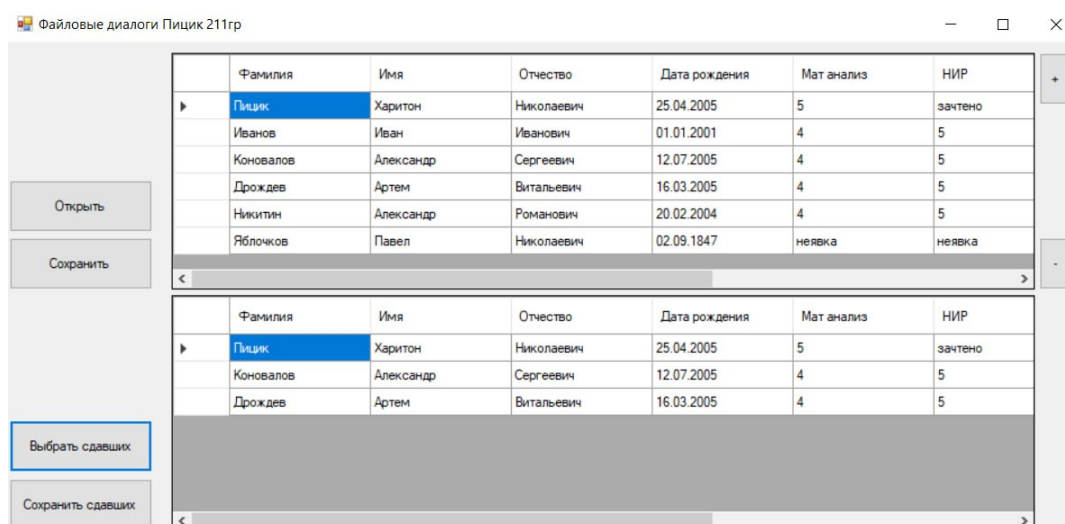 Файловые диалоги Пицик 211гр
Фамилия Имя Отчество Дата рождения Мат анализ НИР
+
Пицик Харитон Николаевич 25.04.2005 5 зачтено
Иванов Иван Иванович 01.01.2001 4 5
Коновалов Александр Сергеевич 12.07.2005 4 5
Дрождев Артем Витальевич 16.03.2005 4 5
Открыть
Никитин Александр Романович 20.02.2004 4 5
Яблочков Павел Николаевич 02.09.1847 неявка неявка
Сохранить
-
Фамилия Имя Отчество Дата рождения Мат анализ НИР
Пицик Харитон Николаевич 25.04.2005 5 зачтено
Коновалов Александр Сергеевич 12.07.2005 4 5
Дрождев Артем Витальевич 16.03.2005 4 5
Выбрать сдавших
Сохранить сдавших